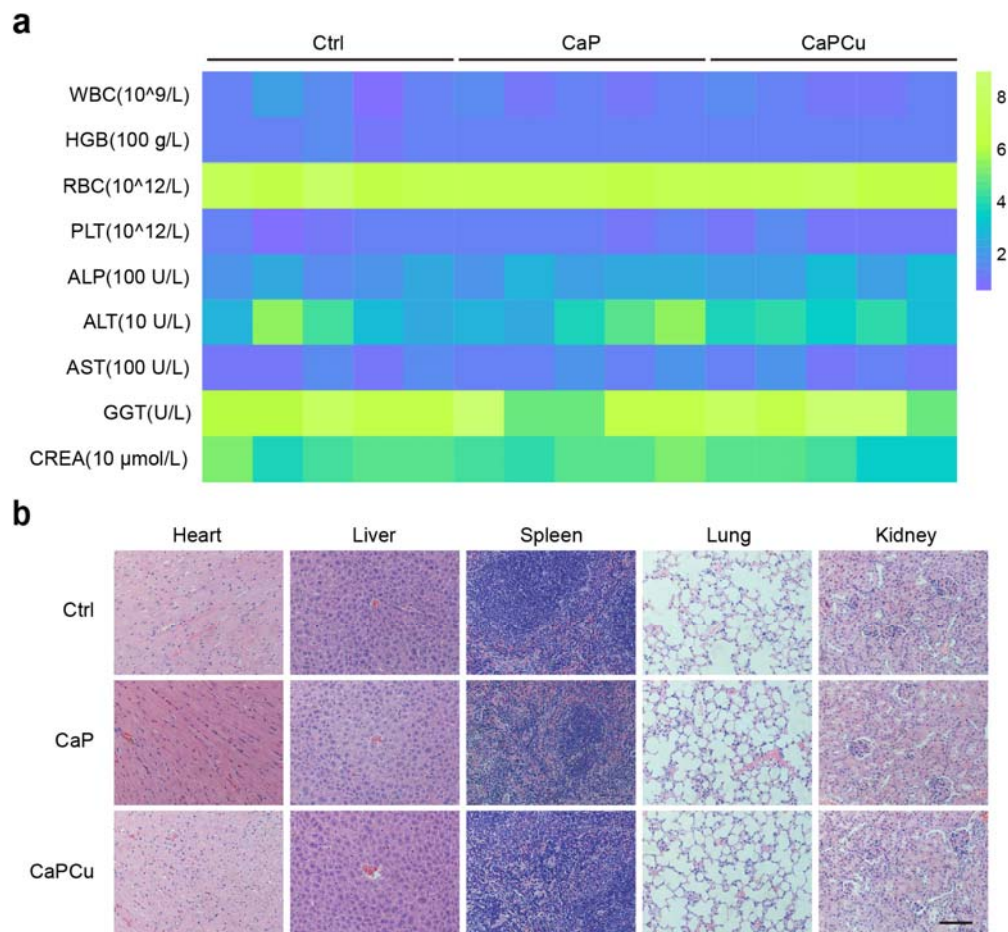 a
Ctrl CaP CaPCu
WBC(10^9/L)
HGB(100 g/L)
RBC(10^12/L)
PLT(10^12/L)
ALP(100 U/L)
ALT(10 U/L)
AST(100 U/L)
GGT(U/L)
CREA(10 μmol/L)
8
6
4
2
b
Heart Liver Spleen Lung Kidney
Ctrl
CaP
CaPCu